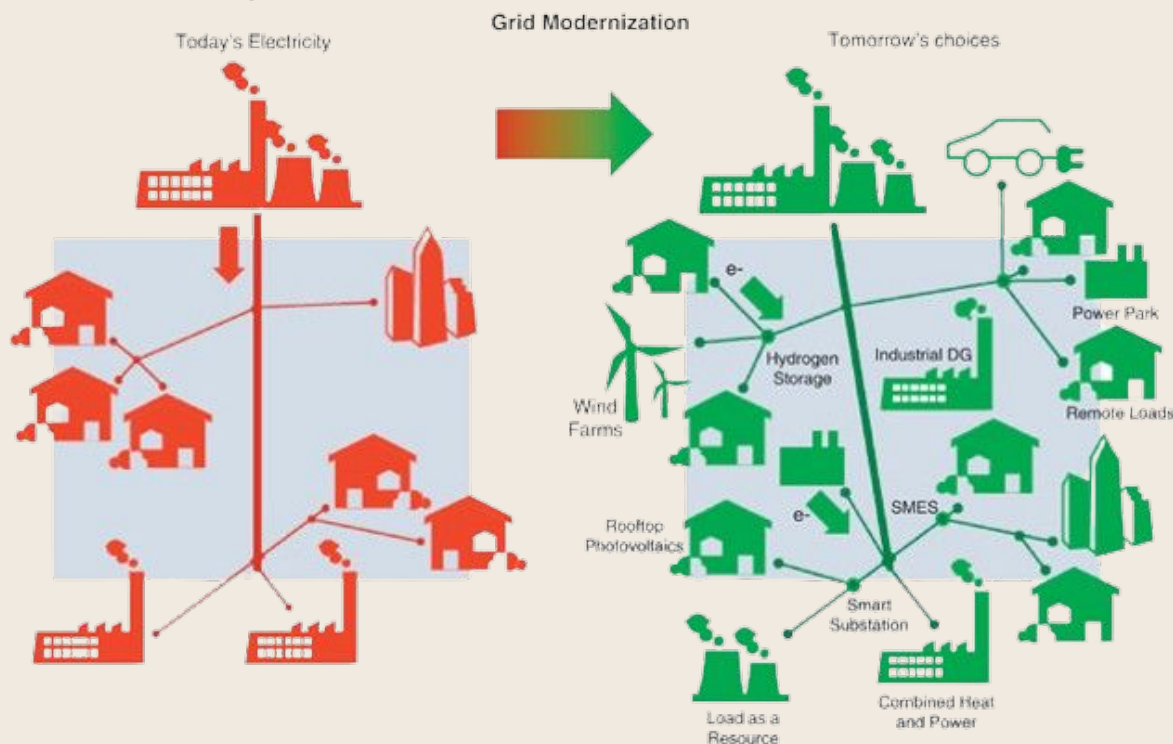 Grid Modernization
Today's Electricity
Tomorrow's choices
e-
Power Park
Hydrogen
Storage
Industrial DG
Wind
Farms
Remote Loads
SMES
e-
Rooftop
Photovoltaics
Smart
Substation
Load as a
Resource
Combined Heat
and Power